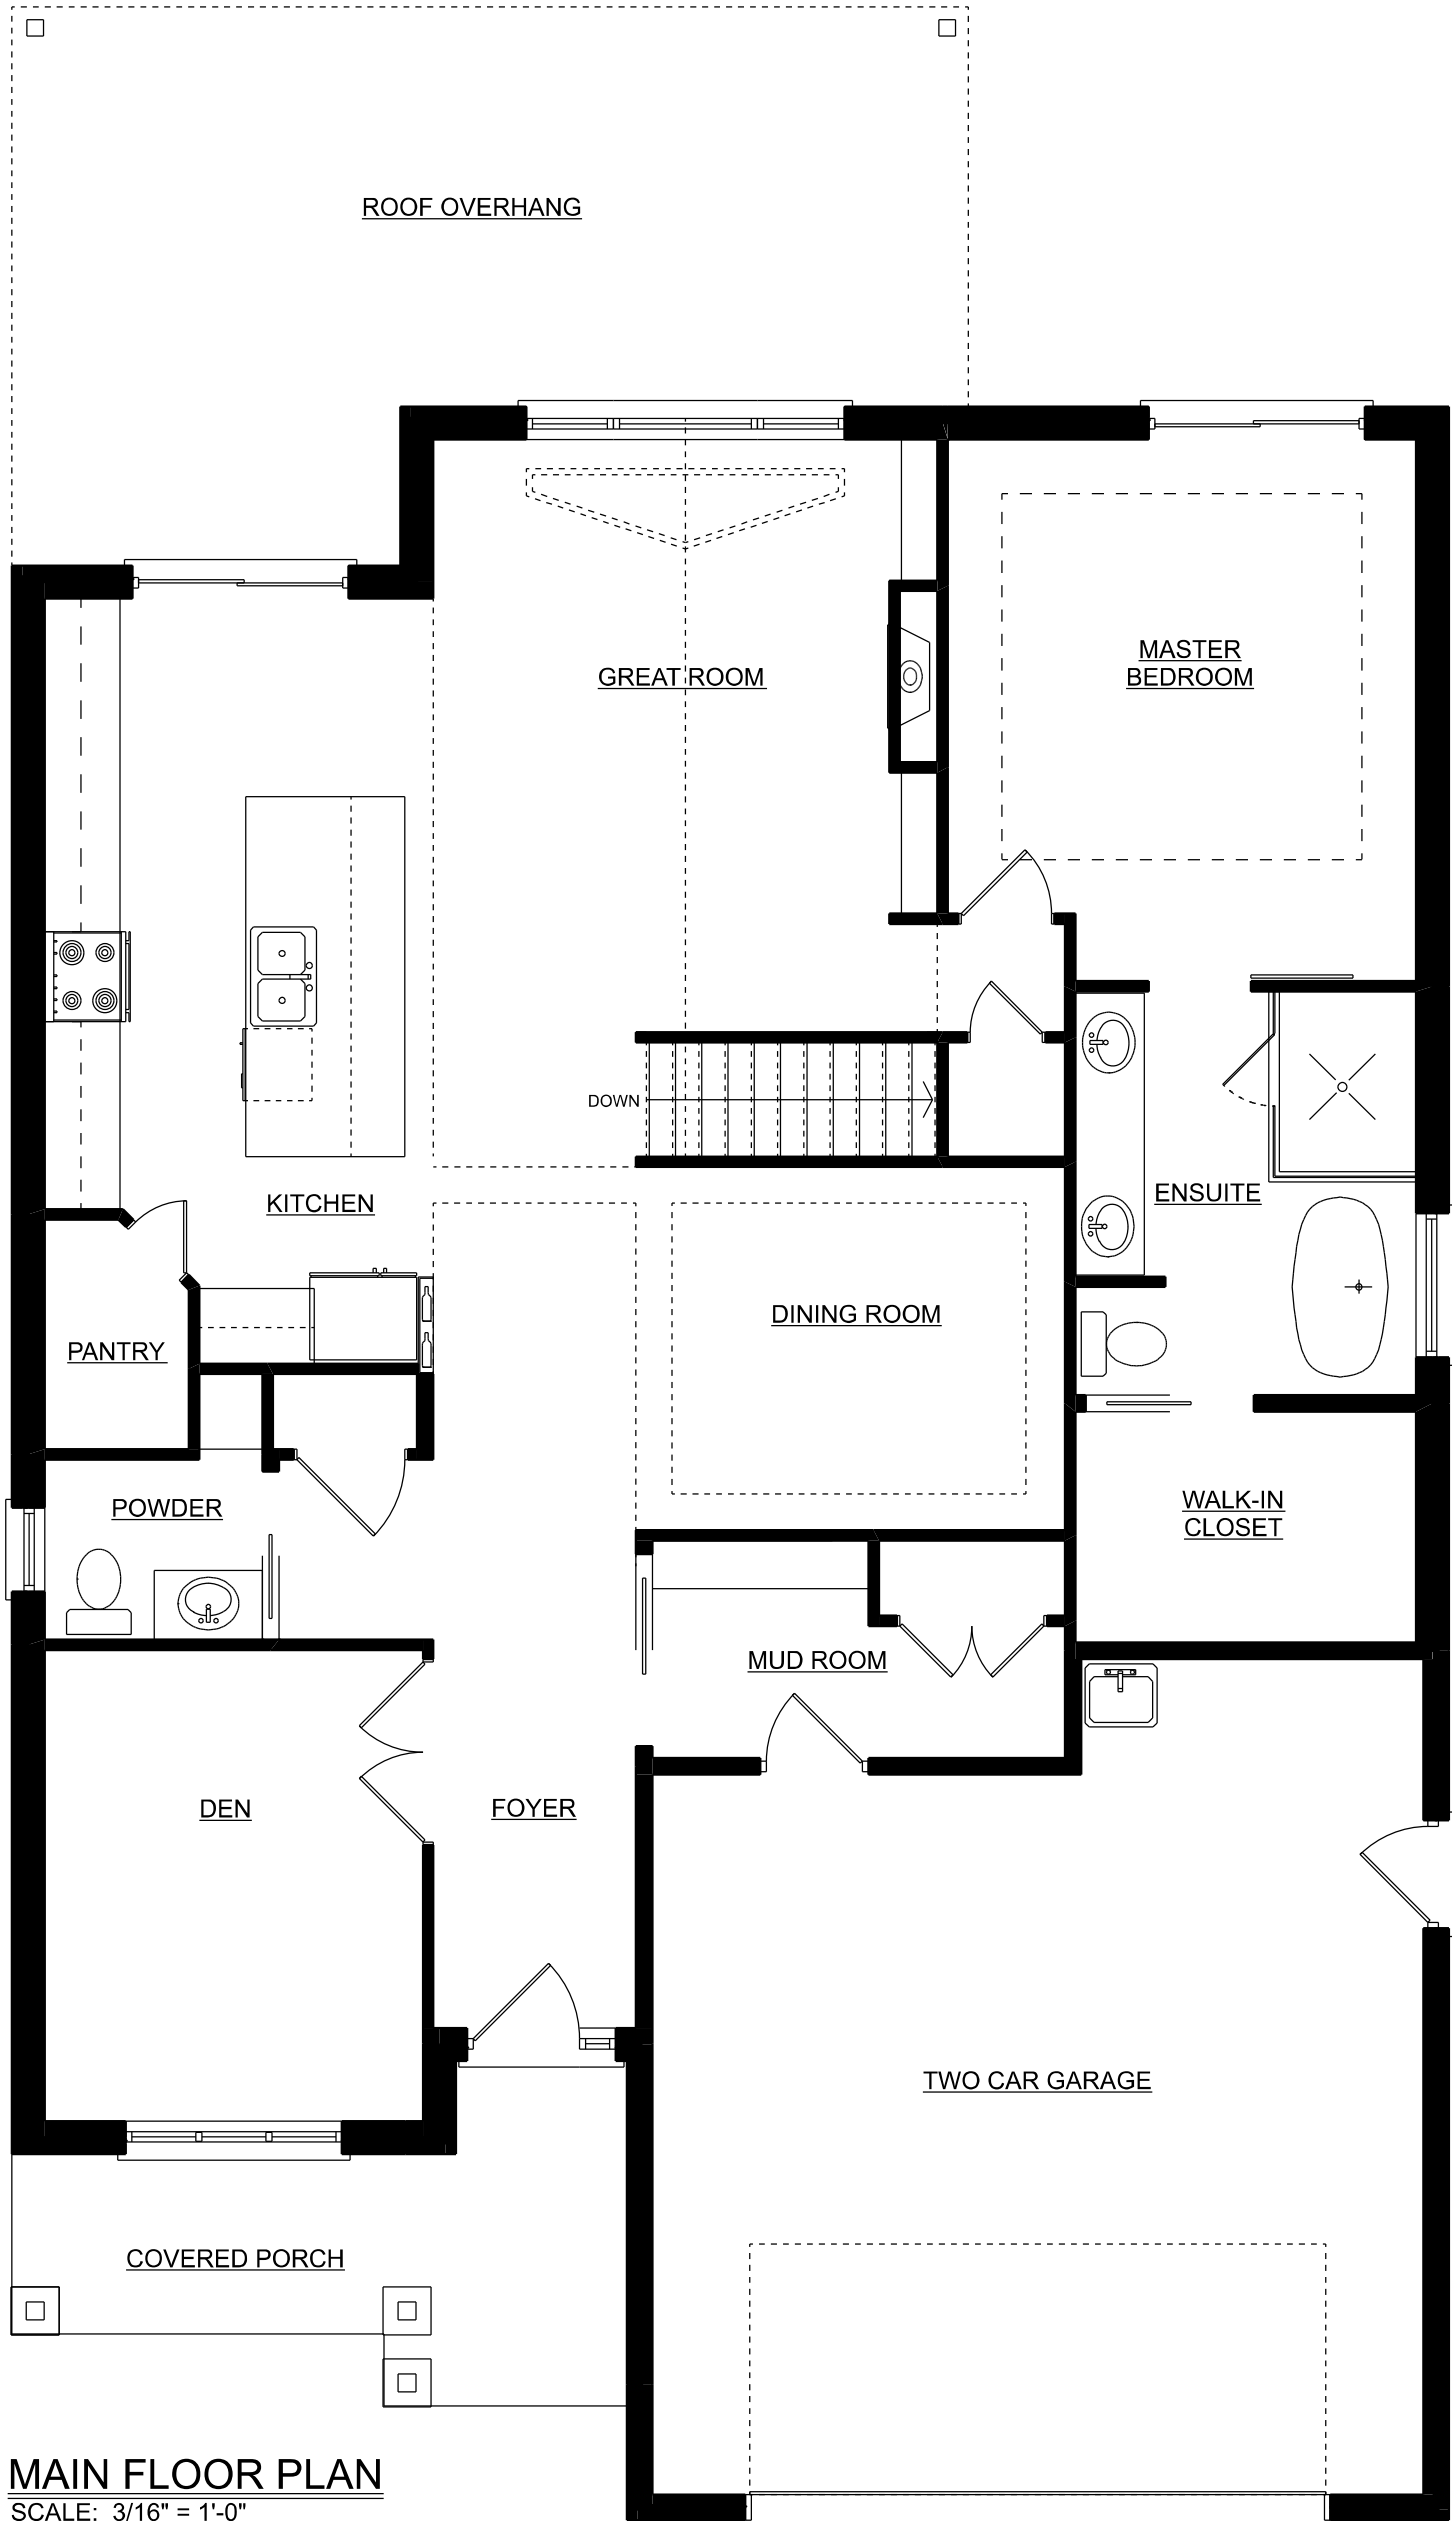 ROOF OVERHANG
GREAT ROOM
MASTER
BEDROOM
DOWN
KITCHEN
ENSUITE
DINING ROOM
PANTRY
POWDER
WALK-IN
CLOSET
MUD ROOM
DEN
FOYER
TWO CAR GARAGE
COVERED PORCH
MAIN FLOOR PLAN
SCALE: 3/16" = 1'-0"